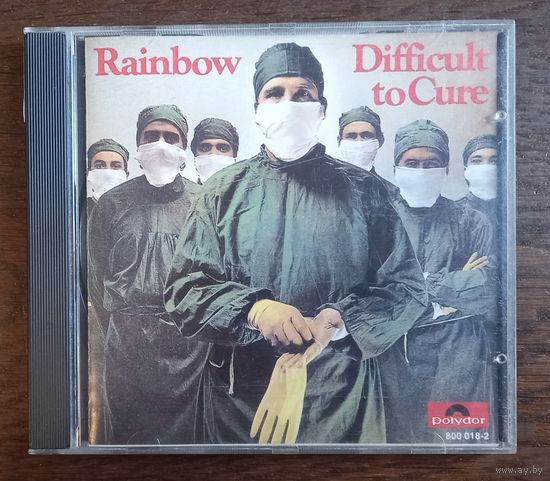 Rainbow
Difficult
to Cure
polydor
800 018-2
www.ay.by